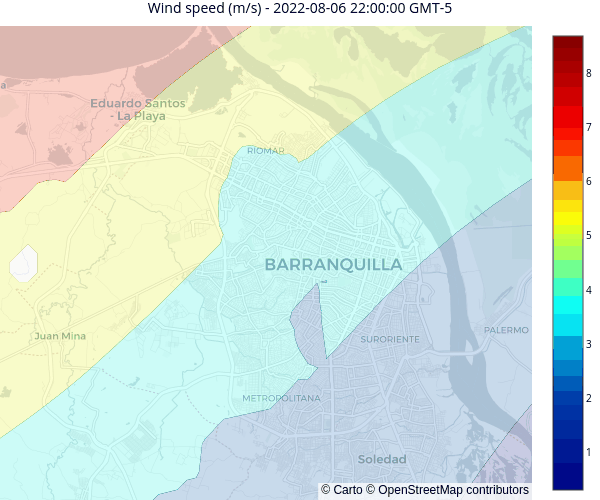 Wind speed (m/s) - 2022-08-06 22:00:00 GMT-5
a
Eduardo Santos
- La Playa
RIOMAR
BARRANQUILLA
Juan Mina
SURORIENTE
PALERMO
METROPOLITANA
Soledad
© Carto © OpenStreetMap contributors
8
7
6
5
4
3
2
1